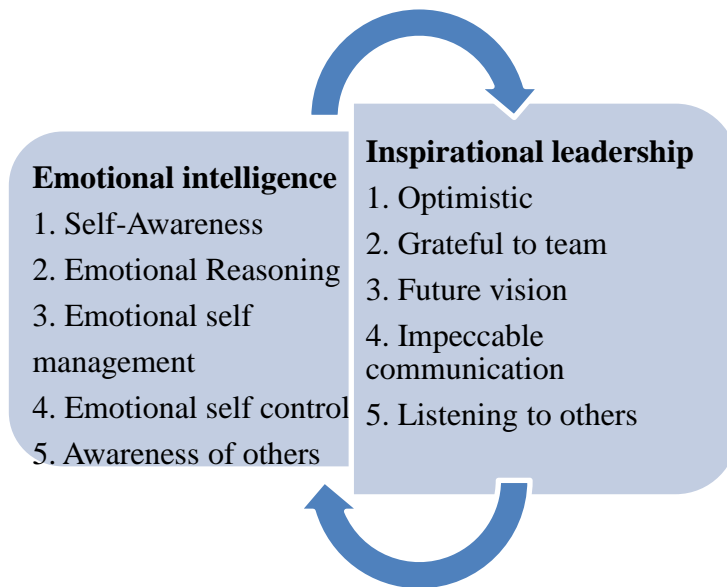 Emotional intelligence
1. Self-Awareness
2. Emotional Reasoning
3. Emotional self
management
4. Emotional self control
5. Awareness of others
Inspirational leadership
1. Optimistic
2. Grateful to team
3. Future vision
4. Impeccable
communication
5. Listening to others